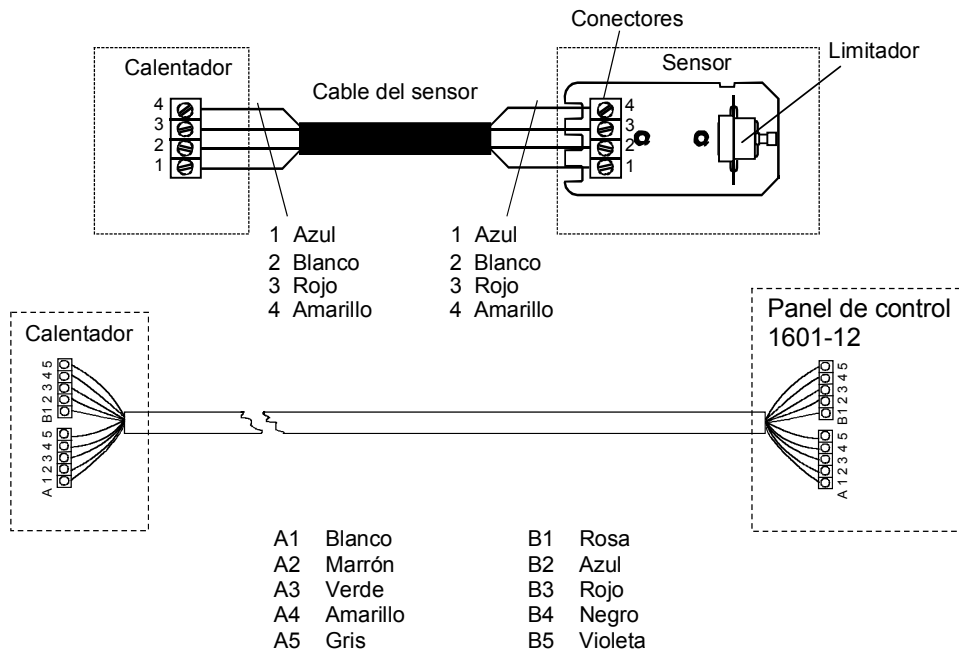 Conectores
Calentador
Cable del sensor
Sensor
Limitador
4
3
2
1
4
3
2
1
1 Azul
2 Blanco
3 Rojo
4 Amarillo
1 Azul
2 Blanco
3 Rojo
4 Amarillo
Calentador
A 1 2 3 4 5 B1 2 3 4 5
Panel de control
1601-12
A 1 2 3 4 5 B1 2 3 4 5
A1 Blanco
A2 Marrón
A3 Verde
A4 Amarillo
A5 Gris
B1 Rosa
B2 Azul
B3 Rojo
B4 Negro
B5 Violeta